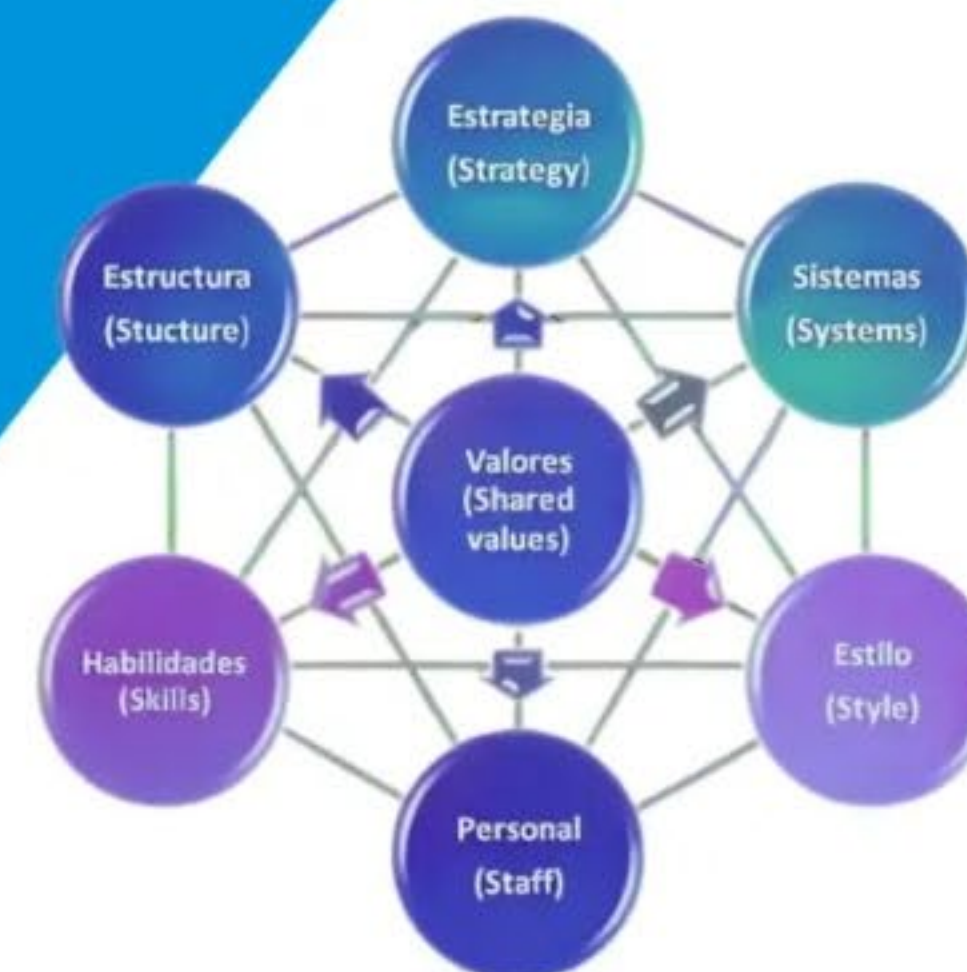 Estrategia
(Strategy)
Estructura
(Stucture)
Sistemas
(Systems)
Valores
(Shared
values)
Habilidades
(Skills)
Estilo
(Style)
Personal
(Staff)